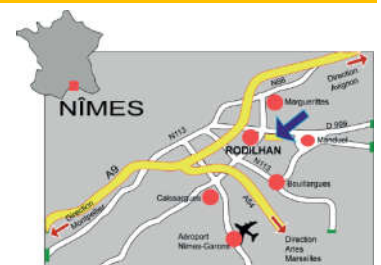 NÎMES
N86
Direction
Avignon
Marguerittes
N113
D 999
RODILHAN
Manduel
A9
N113
Bouillargues
Caissargues
Direction
Montpellier
A54
Aéroport
Nîmes-Garons
Direction
Arles
Marseilles